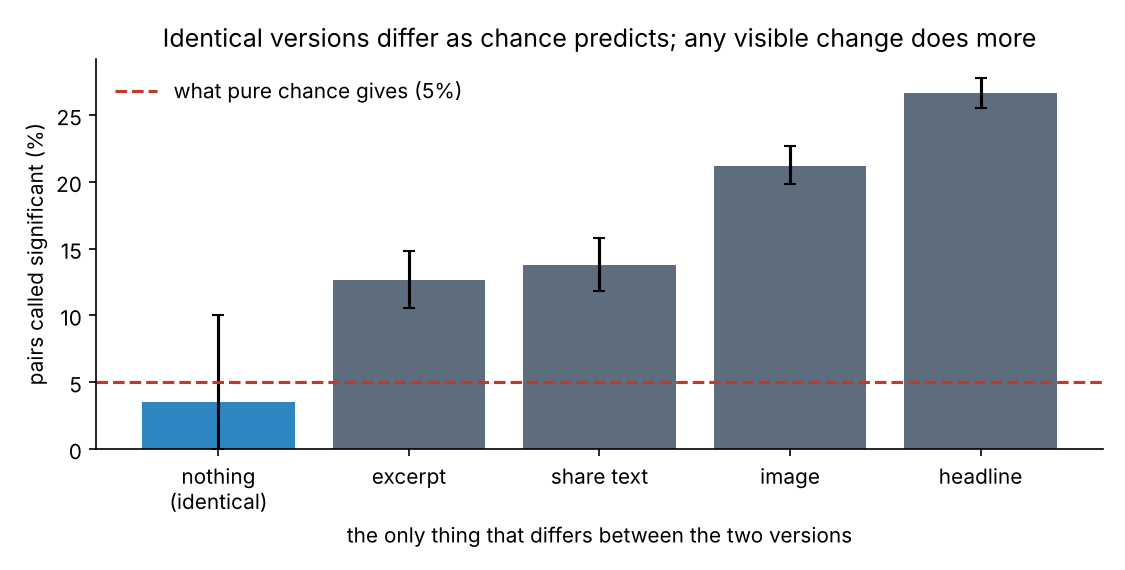 Identical versions differ as chance predicts; any visible change does more
what pure chance gives (5%)
pairs called significant (%)
25
20
15
10
5
0
nothing
(identical)
excerpt
share text
image
headline
the only thing that differs between the two versions